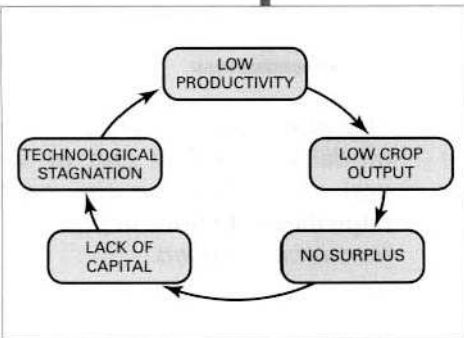 LOW
PRODUCTIVITY
LOW CROP
OUTPUT
NO SURPLUS
LACK OF
CAPITAL
TECHNOLOGICAL
STAGNATION